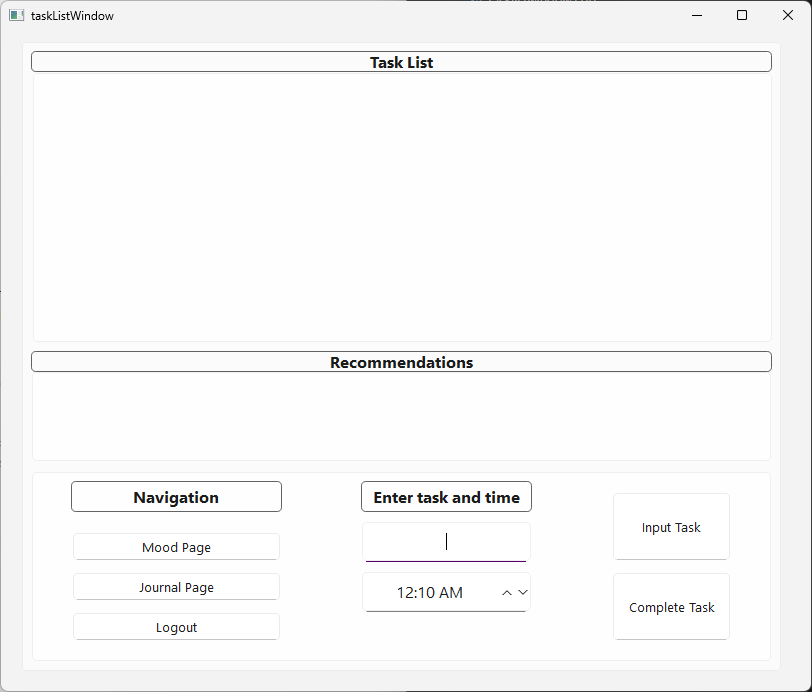 taskListWindow
Task List
Recommendations
Navigation
Mood Page
Journal Page
Logout
Enter task and time
12:10 AM
Input Task
Complete Task